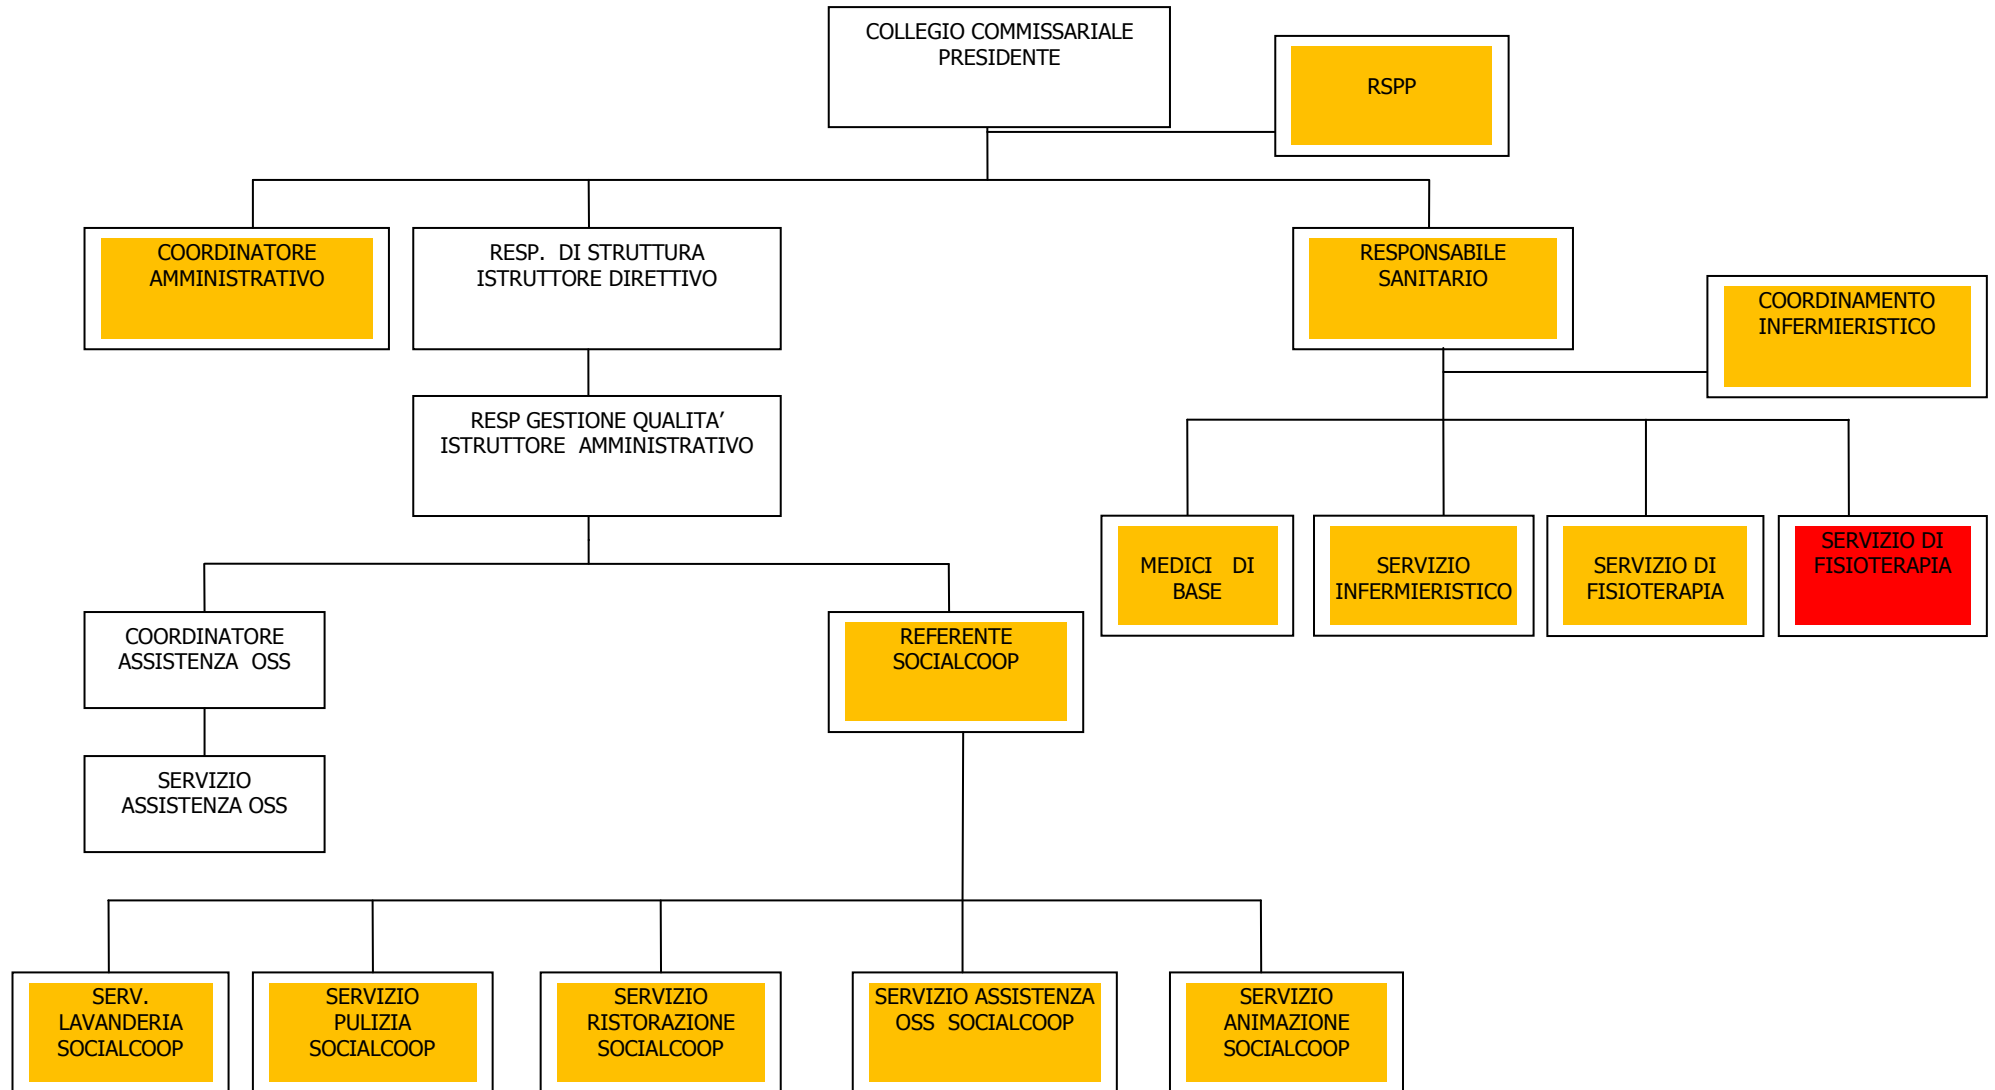 COLLEGIO COMMISSARIALE
PRESIDENTE
RSPP
COORDINATORE
AMMINISTRATIVO
RESP. DI STRUTTURA
ISTRUTTORE DIRETTIVO
RESPONSABILE
SANITARIO
COORDINAMENTO
INFERMIERISTICO
RESP GESTIONE QUALITA’
ISTRUTTORE AMMINISTRATIVO
MEDICI DI
BASE
SERVIZIO
INFERMIERISTICO
SERVIZIO DI
FISIOTERAPIA
SERVIZIO DI
FISIOTERAPIA
COORDINATORE
ASSISTENZA OSS
REFERENTE
SOCIALCOOP
SERVIZIO
ASSISTENZA OSS
SERV.
LAVANDERIA
SOCIALCOOP
SERVIZIO
PULIZIA
SOCIALCOOP
SERVIZIO
RISTORAZIONE
SOCIALCOOP
SERVIZIO ASSISTENZA
OSS SOCIALCOOP
SERVIZIO
ANIMAZIONE
SOCIALCOOP